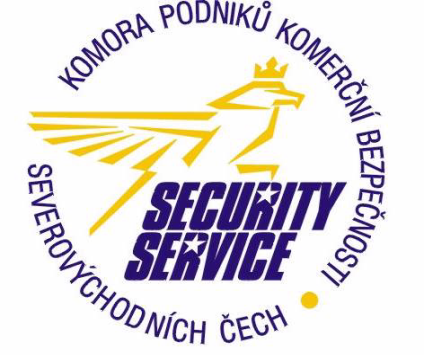 KOMORA PODNIKŮ KOMERČNÍ BEZPEČNOSTI
SEVEROVÝCHODNÍCH ČECH
SECURITY
SERVICE